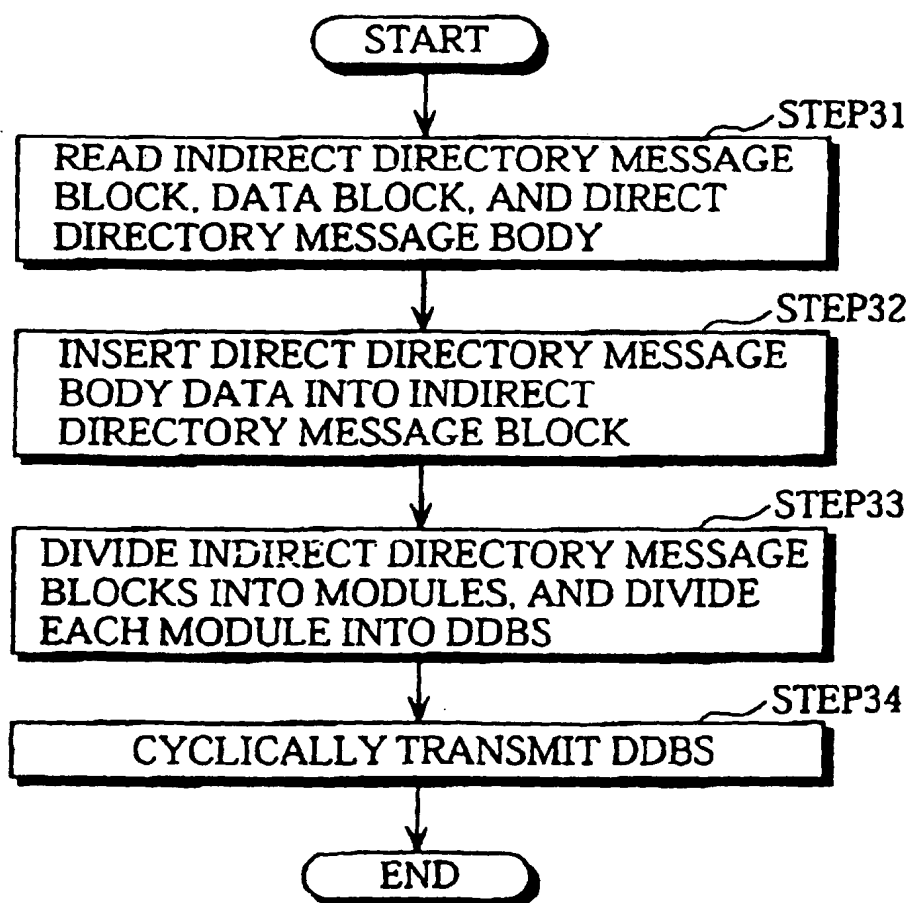 START
STEP31
READ INDIRECT DIRECTORY MESSAGE
BLOCK, DATA BLOCK, AND DIRECT
DIRECTORY MESSAGE BODY
STEP32
INSERT DIRECT DIRECTORY MESSAGE
BODY DATA INTO INDIRECT
DIRECTORY MESSAGE BLOCK
STEP33
DIVIDE INDIRECT DIRECTORY MESSAGE
BLOCKS INTO MODULES, AND DIVIDE
EACH MODULE INTO DDBS
STEP34
CYCLICALLY TRANSMIT DDBS
END